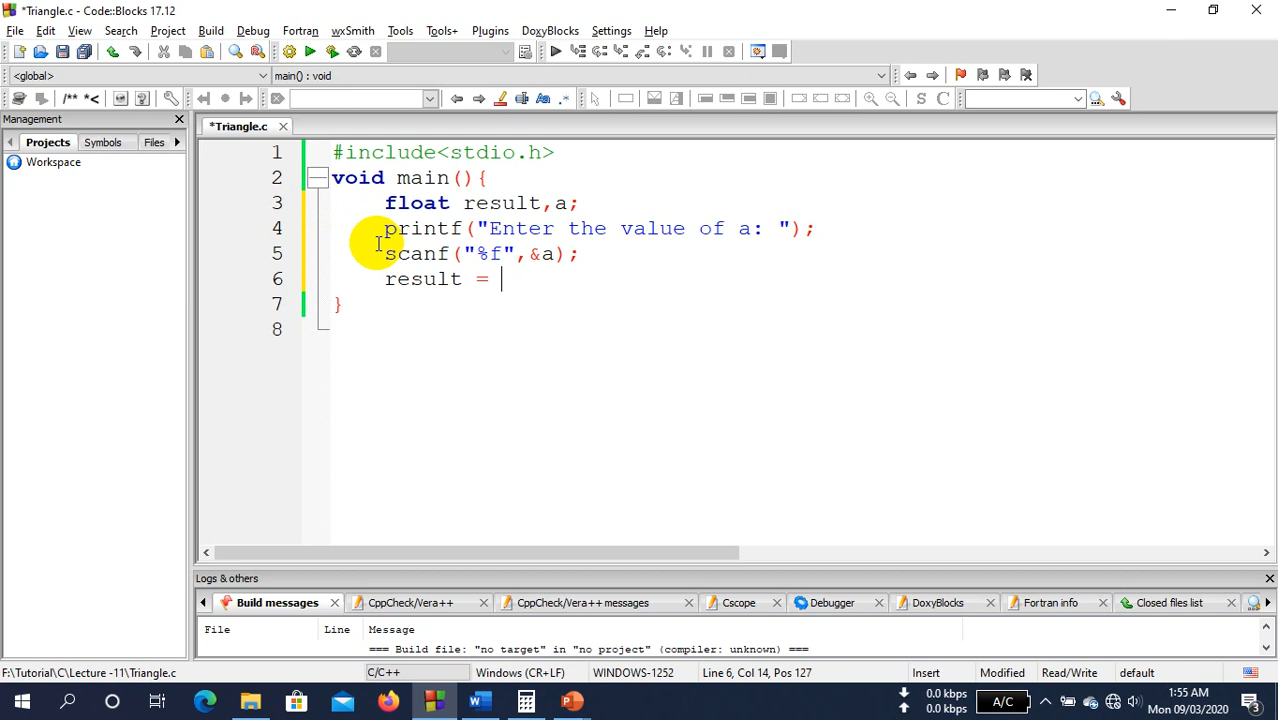 *Triangle.c - Code::Blocks 17.12
File Edit View Search Project Build Debug Fortran wxSmith Tools Tools+ Plugins DoxyBlocks Settings Help
<global> main() : void
/** *<
S C
Management
Projects Symbols Files
Workspace
*Triangle.c
1 #include<stdio.h>
2 void main(){
3 float result,a;
4 printf("Enter the value of a: ");
5 scanf("%f",&a);
6 result =
7 }
8
Logs & others
Build messages CppCheck/Vera++ CppCheck/Vera++ messages Cscope Debugger DoxyBlocks Fortran info Closed files list
File Line Message
=== Build file: "no target" in "no project" (compiler: unknown) ===
F:\Tutorial\C\Lecture -11\Triangle.c C/C++ Windows (CR+LF) WINDOWS-1252 Line 6, Col 14, Pos 127 Insert Modified Read/Write default
0.0 kbps
0.0 kbps
A/C
1:55 AM
Mon 09/03/2020
3